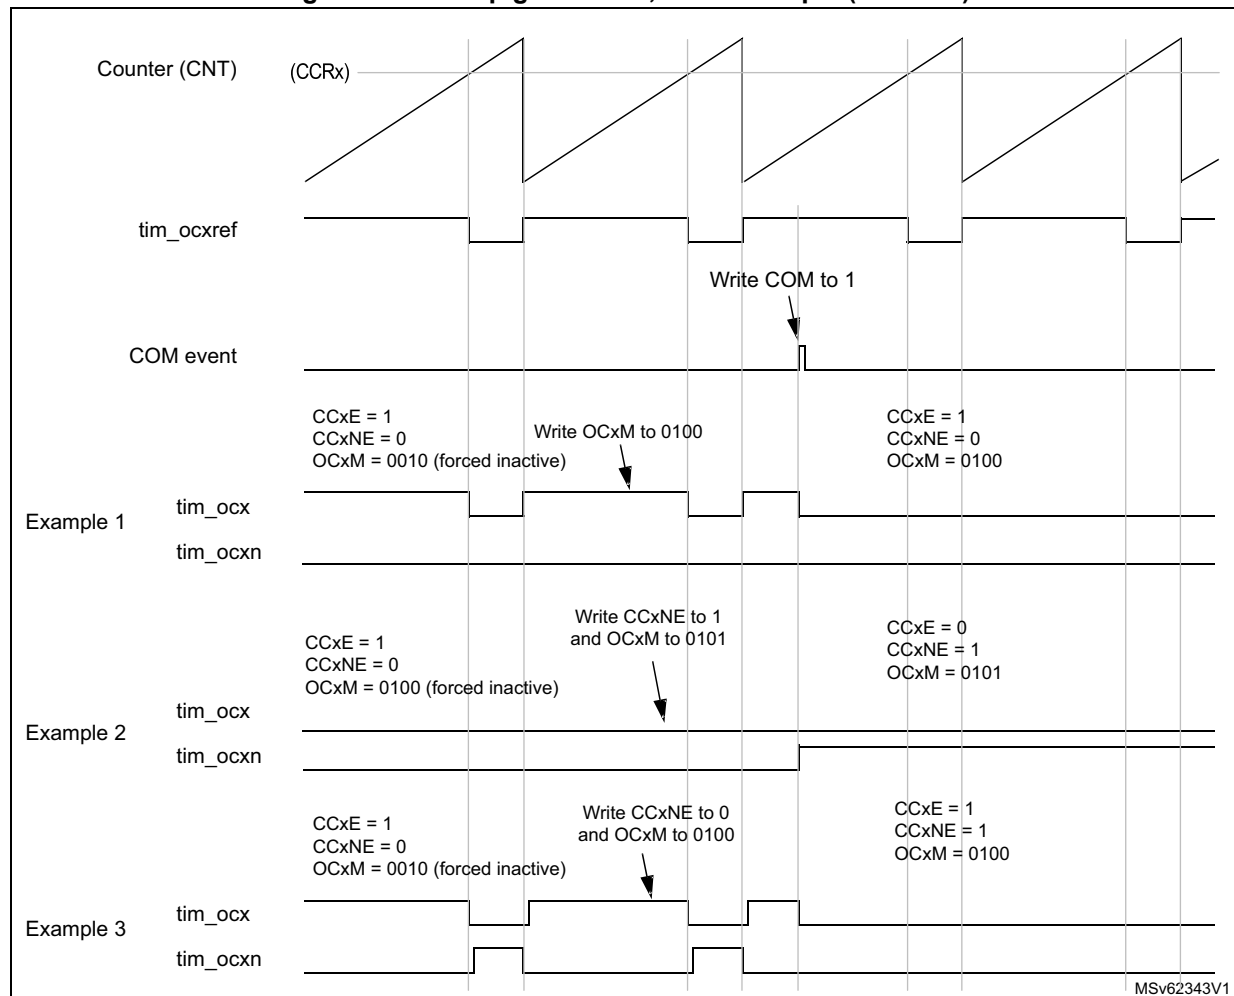 Counter (CNT)
(CCRx)
tim_ocxref
Write COM to 1
COM event
CCxE = 1
CCxNE = 0
OCxM = 0010 (forced inactive)
Write OCxM to 0100
CCxE = 1
CCxNE = 0
OCxM = 0100
Example 1
tim_ocx
tim_ocxn
CCxE = 1
CCxNE = 0
OCxM = 0100 (forced inactive)
Write CCxNE to 1
and OCxM to 0101
CCxE = 0
CCxNE = 1
OCxM = 0101
Example 2
tim_ocx
tim_ocxn
CCxE = 1
CCxNE = 0
OCxM = 0010 (forced inactive)
Write CCxNE to 0
and OCxM to 0100
CCxE = 1
CCxNE = 1
OCxM = 0100
Example 3
tim_ocx
tim_ocxn
MSv62343V1